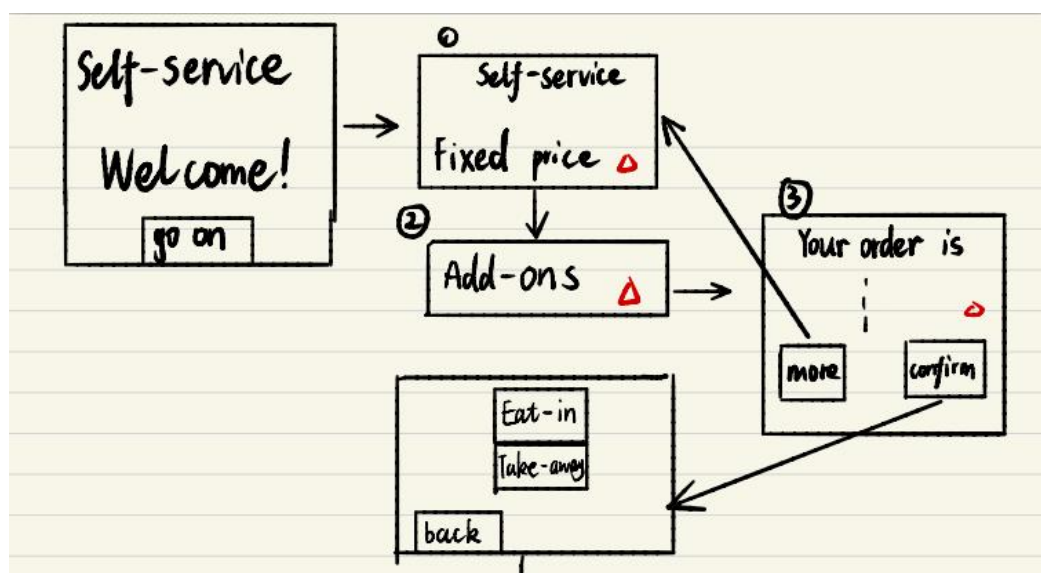 Self-service
Welcome!
go on
①
Self-service
Fixed price
②
Add-ons
③
Your order is
more
confirm
Eat-in
Take-away
back